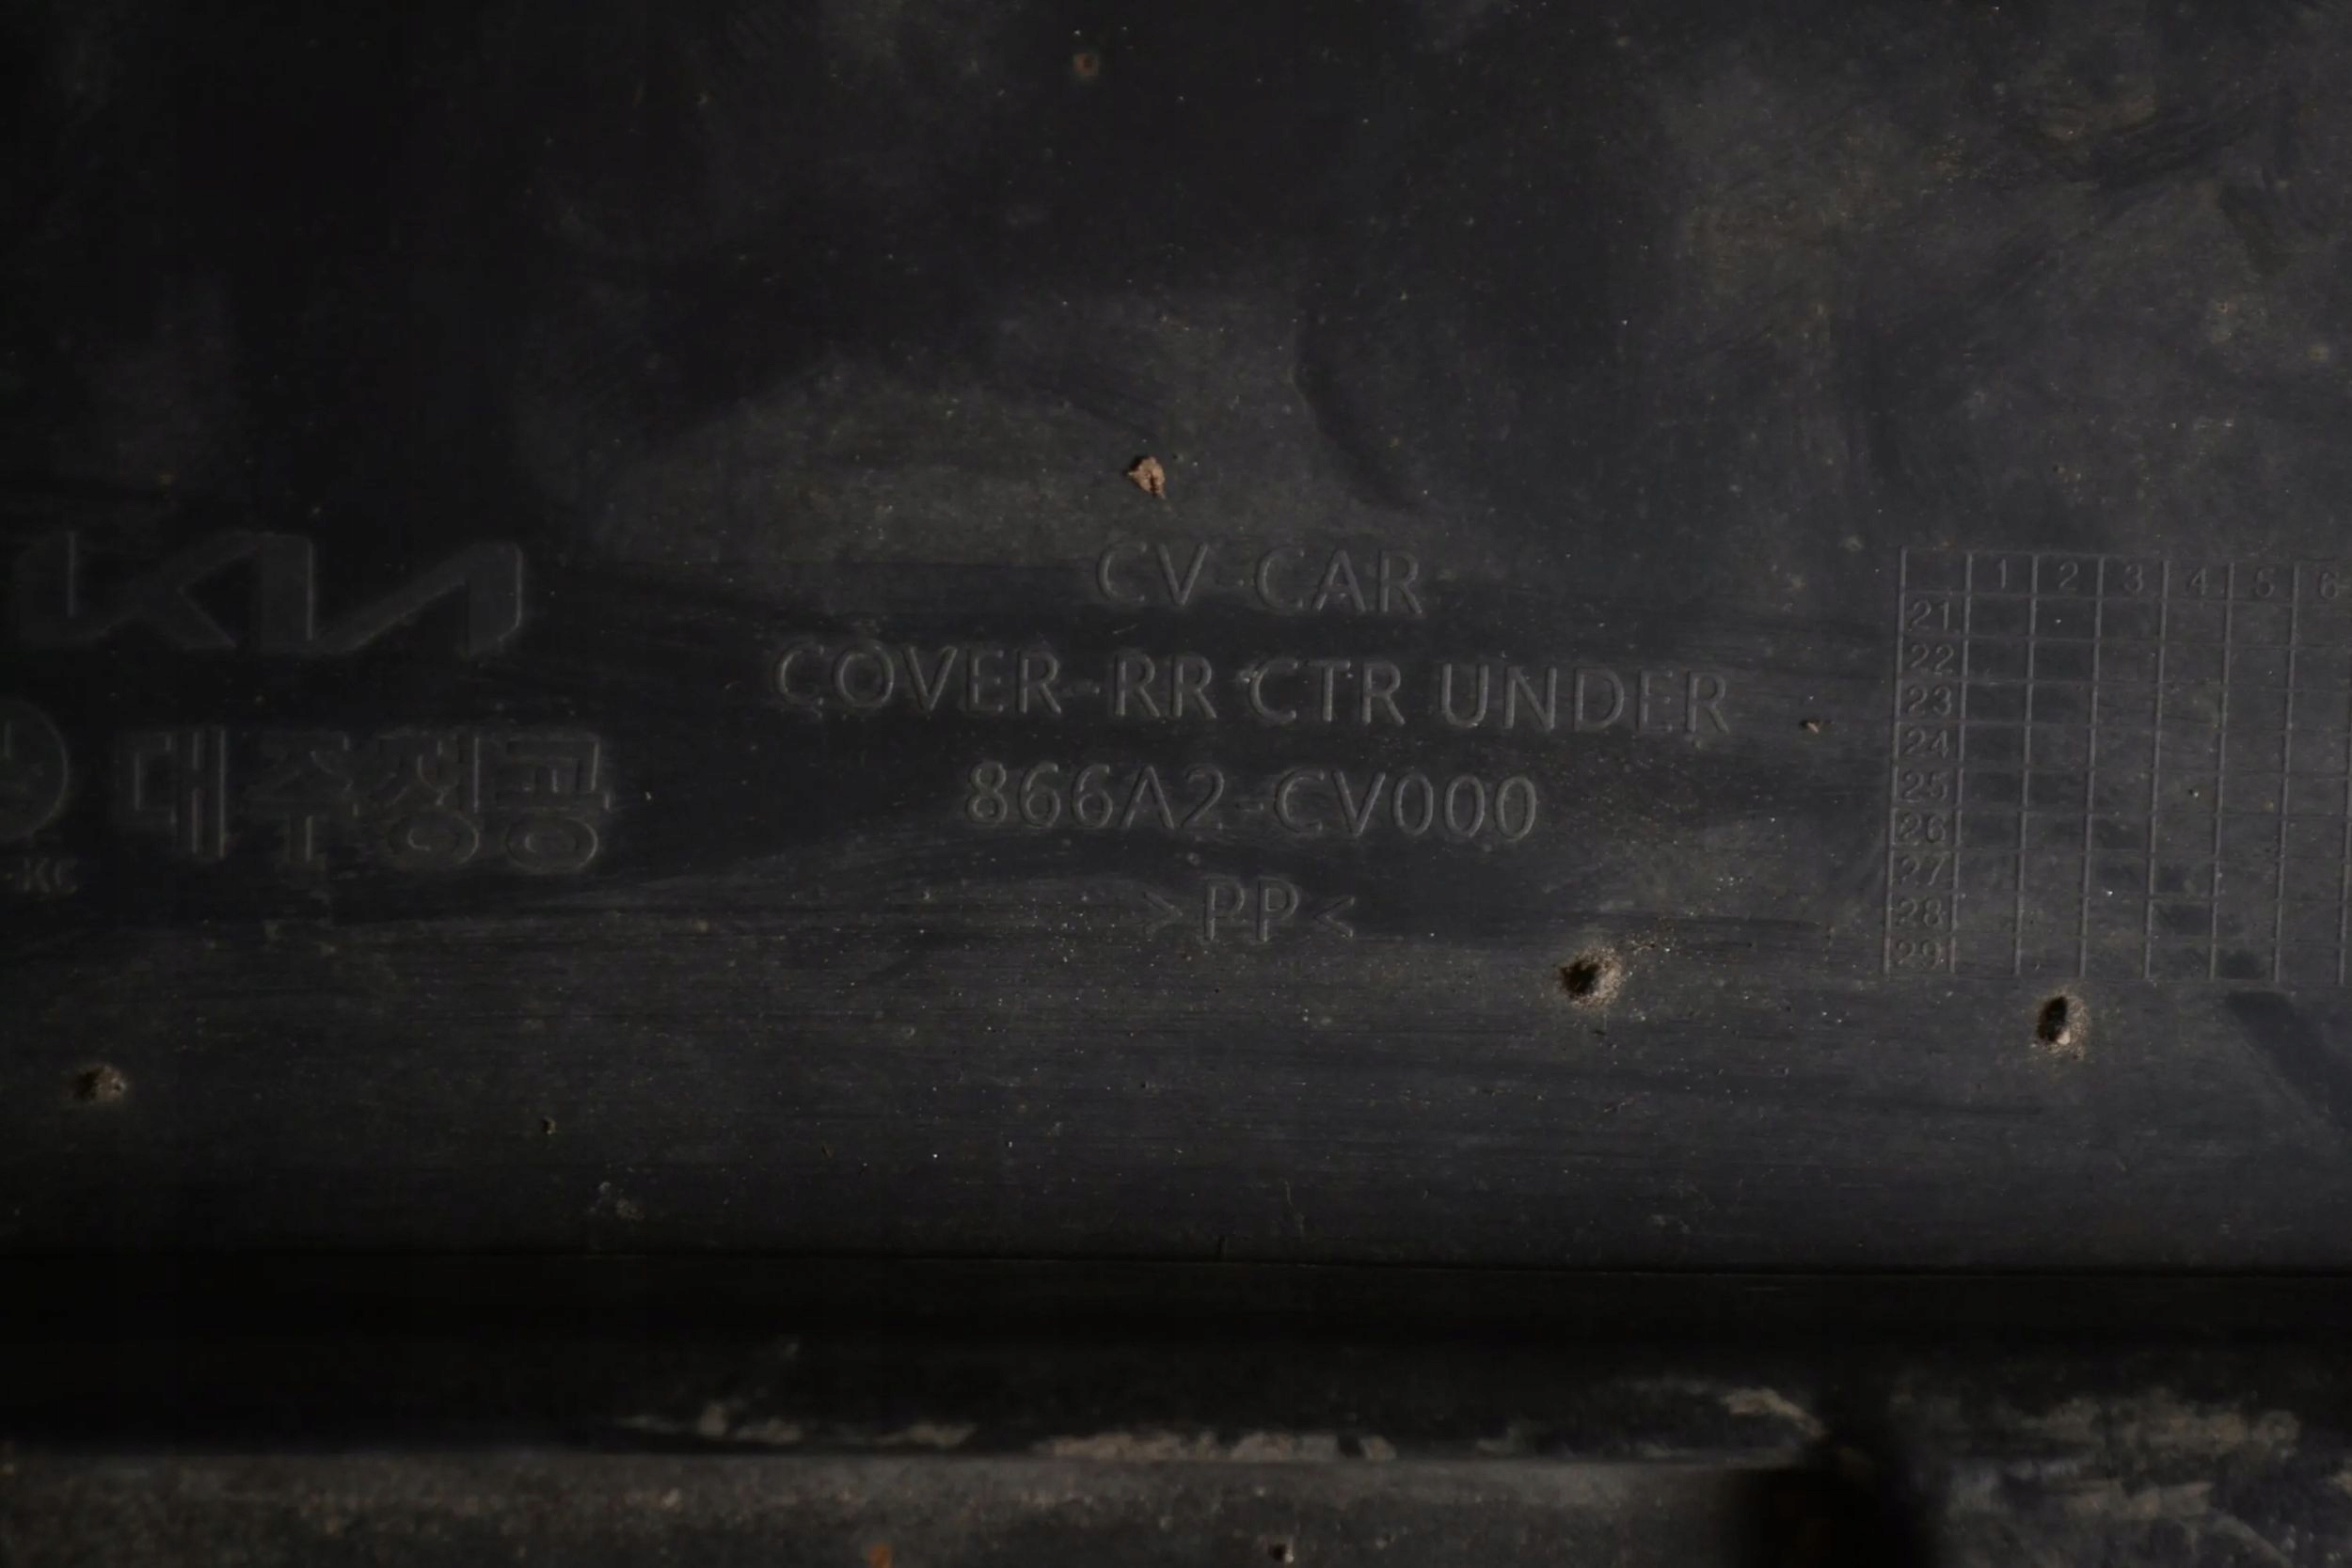 KIA
대주정공
KC
CV-CAR
COVER-RR CTR UNDER
866A2-CV000
>PP<
1 2 3 4 5 6
21
22
23
24
25
26
27
28
29